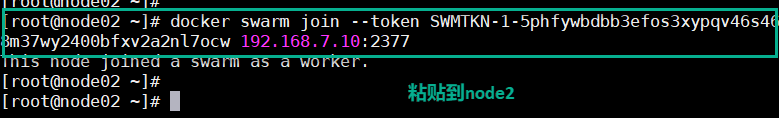 [root@node02 ~]# docker swarm join --token SWMTKN-1-5phfywbdbb3efos3xypqv46s46
8m37wy2400bfxv2a2nl7ocw 192.168.7.10:2377
This node joined a swarm as a worker.
[root@node02 ~]#
[root@node02 ~]#
粘贴到node2